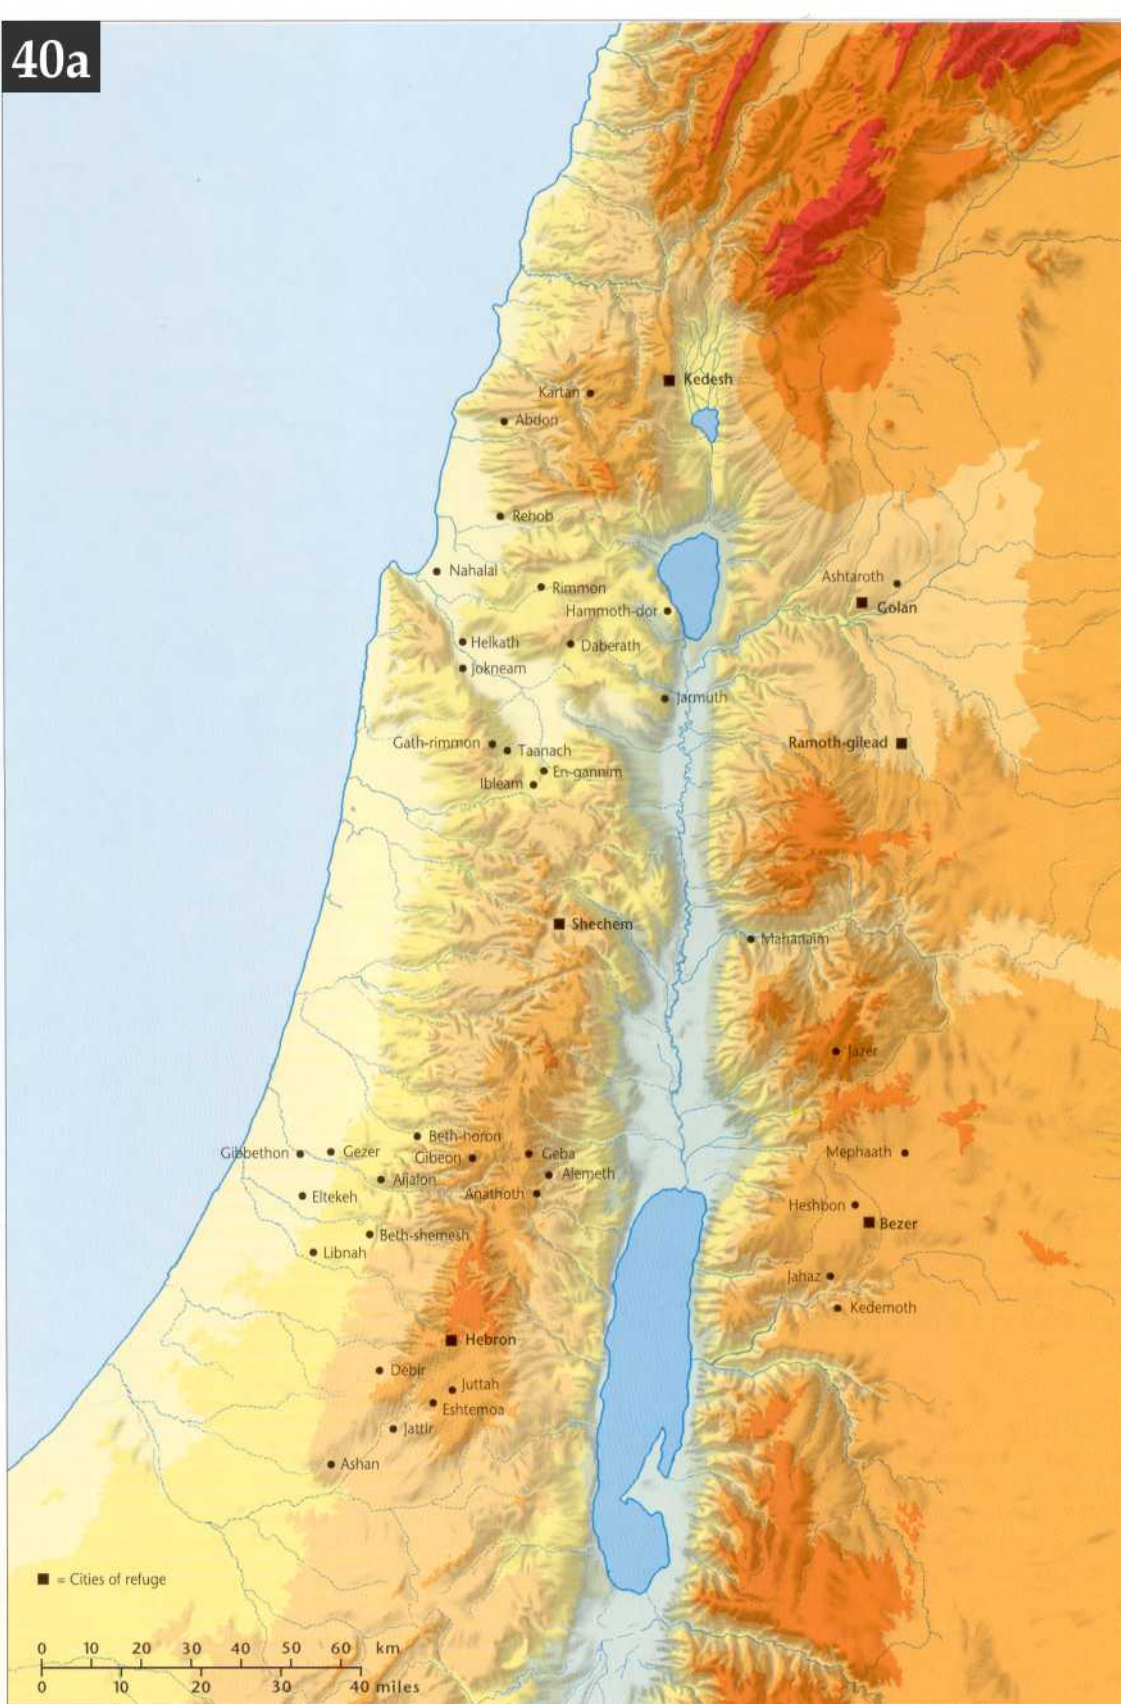 40a
Kartan
Kedesh
Abdon
Rehob
Nahalal
Rimmon
Ashtaroth
Golan
Hammoth-dor
Helkath
Daberath
Jokneam
Jarmuth
Gath-rimmon
Taanach
Ramoth-gilead
En-gannim
Ibleam
Shechem
Mahanaim
Jazer
Beth-horon
Gibbethon
Gezer
Gibeon
Geba
Mephaath
Alemeth
Aijalon
Anathoth
Eltekeh
Heshbon
Bezer
Beth-shemesh
Libnah
Jahaz
Kedemoth
Hebron
Debir
Juttah
Eshtemoa
Jattir
Ashan
= Cities of refuge
0 10 20 30 40 50 60 km
0 10 20 30 40 miles